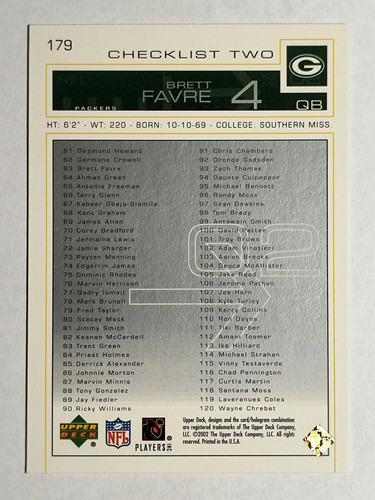 179
CHECKLIST TWO
NFL
BRETT
FAVRE
4
PACKERS
G
QB
HT: 6'2" - WT: 220 - BORN: 10-10-69 - COLLEGE: SOUTHERN MISS.
61 Desmond Howard
62 Germane Crowell
63 Brett Favre
64 Ahman Green
65 Antonio Freeman
66 Terry Glenn
67 Kabeer Gbaja-Biamila
68 Kent Graham
69 James Allen
70 Corey Bradford
71 Jermaine Lewis
72 Jamie Sharper
73 Peyton Manning
74 Edgerrin James
75 Dominic Rhodes
76 Marvin Harrison
77 Qadry Ismail
78 Mark Brunell
79 Fred Taylor
80 Stacey Mack
81 Jimmy Smith
82 Keenan McCardell
83 Trent Green
84 Priest Holmes
85 Derrick Alexander
86 Johnnie Morton
87 Marvin Minnis
88 Tony Gonzalez
89 Jay Fiedler
90 Ricky Williams
91 Chris Chambers
92 Oronde Gadsden
93 Zach Thomas
94 Daunte Culpepper
95 Michael Bennett
96 Randy Moss
97 Sean Dawkins
98 Tom Brady
99 Antowain Smith
100 David Patten
101 Troy Brown
102 Adam Vinatieri
103 Aaron Brooks
104 Deuce McAllister
105 Jake Reed
106 Jerome Pathon
107 Joe Horn
108 Kyle Turley
109 Kerry Collins
110 Ron Dayne
111 Tiki Barber
112 Amani Toomer
113 Ike Hilliard
114 Michael Strahan
115 Vinny Testaverde
116 Chad Pennington
117 Curtis Martin
118 Santana Moss
119 Laveranues Coles
120 Wayne Chrebet
UPPER
DECK
NFL
PLAYERS INC
Upper Deck, designs and the card/hologram combination
are registered trademarks of The Upper Deck Company, LLC.
©2002 The Upper Deck Company, LLC. All rights
reserved. Printed in the U.S.A.